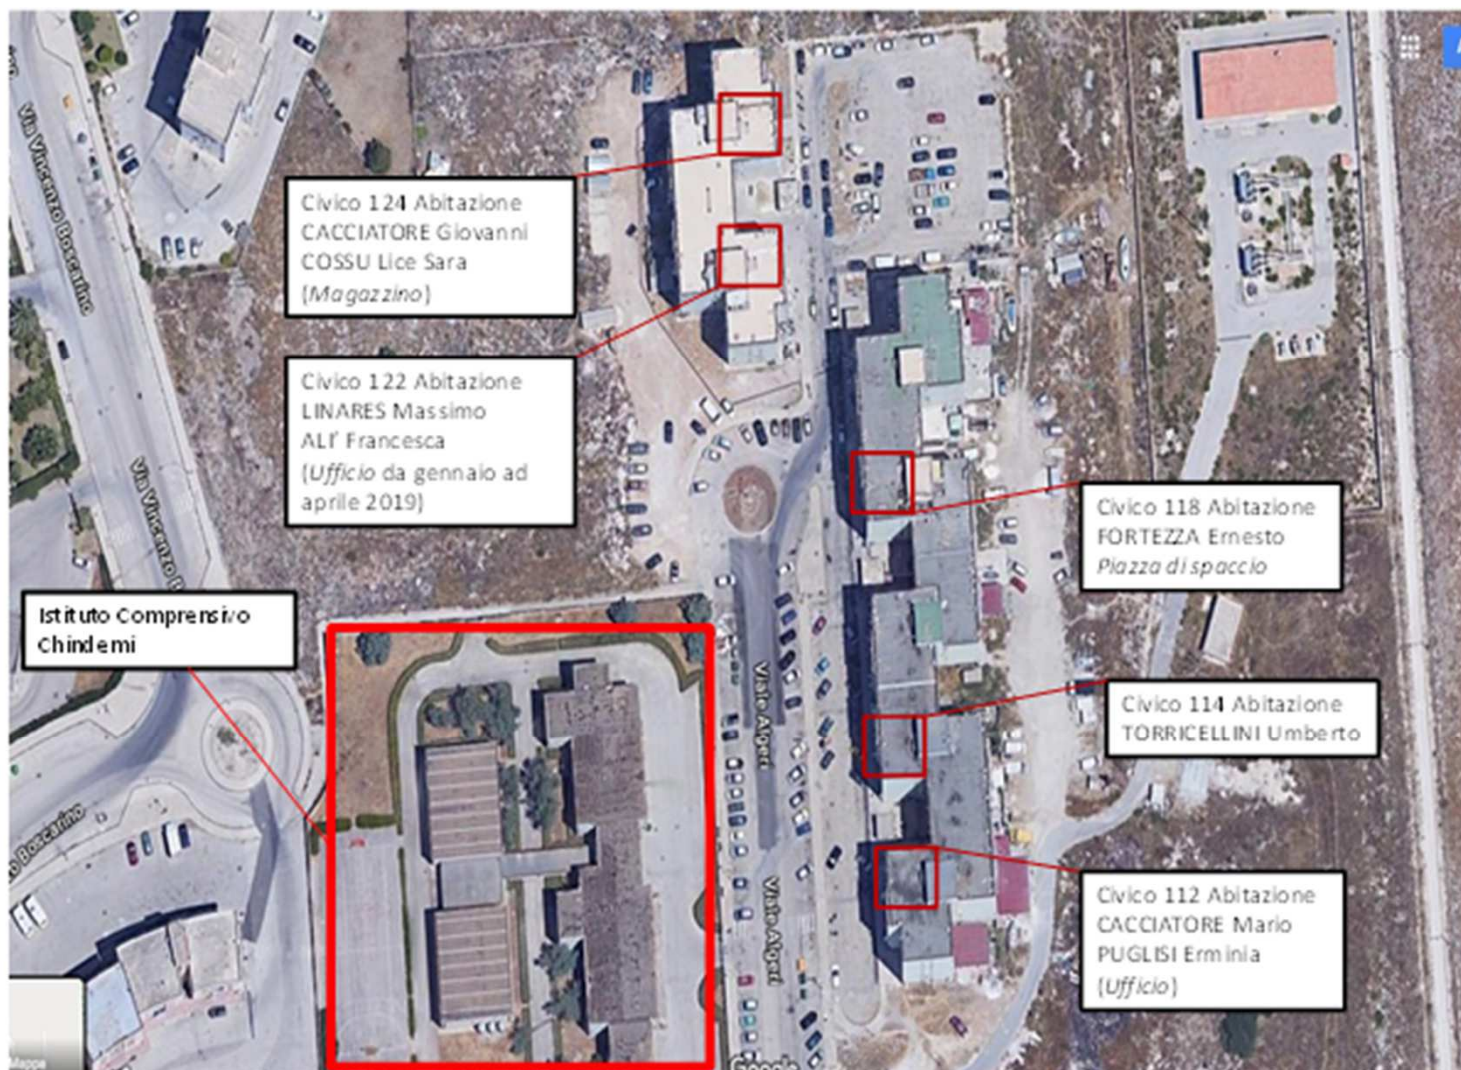 Via Vincenzo Boscarino
Civico 124 Abitazione
CACCIATORE Giovanni
COSSU Lice Sara
(Magazzino)
Civico 122 Abitazione
LINARES Massimo
ALI' Francesca
(Ufficio da gennaio ad
aprile 2019)
Via Vincenzo
Civico 118 Abitazione
FORTEZZA Ernesto
Piazza di spaccio
Istituto Comprensivo
Chindemi
Viale Algeri
Civico 114 Abitazione
TORRICELLINI Umberto
Boscarino
Viale Algeri
Civico 112 Abitazione
CACCIATORE Mario
PUGLISI Erminia
(Ufficio)
Mappe